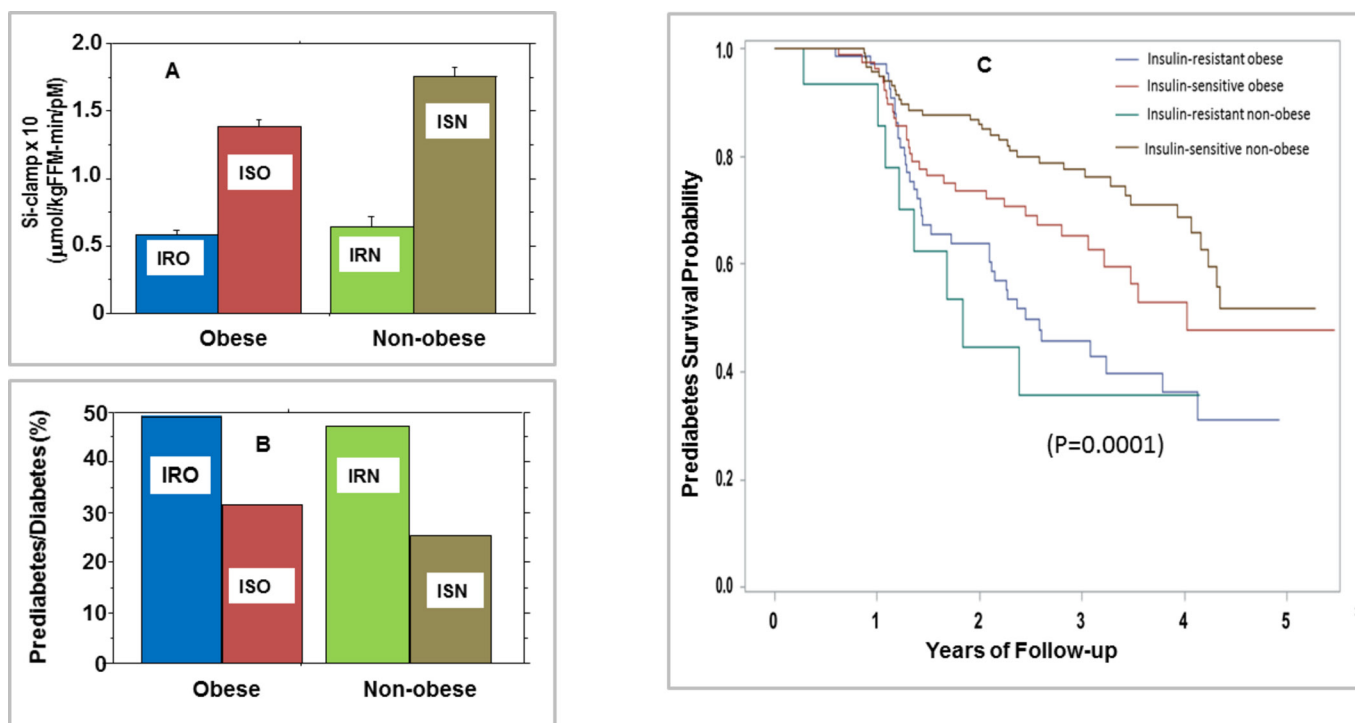 A
2.0
1.5
1.0
0.5
0
Si-clamp x 10
(µmol/kgFFM-min/pM)
IRO
ISO
IRN
ISN
Obese
Non-obese
B
50
40
30
20
10
0
Prediabetes/Diabetes (%)
IRO
ISO
IRN
ISN
Obese
Non-obese
C
Insulin-resistant obese
Insulin-sensitive obese
Insulin-resistant non-obese
Insulin-sensitive non-obese
1.0
0.8
0.6
0.4
0.2
0.0
Prediabetes Survival Probability
(P=0.0001)
0
1
2
3
4
5
Years of Follow-up